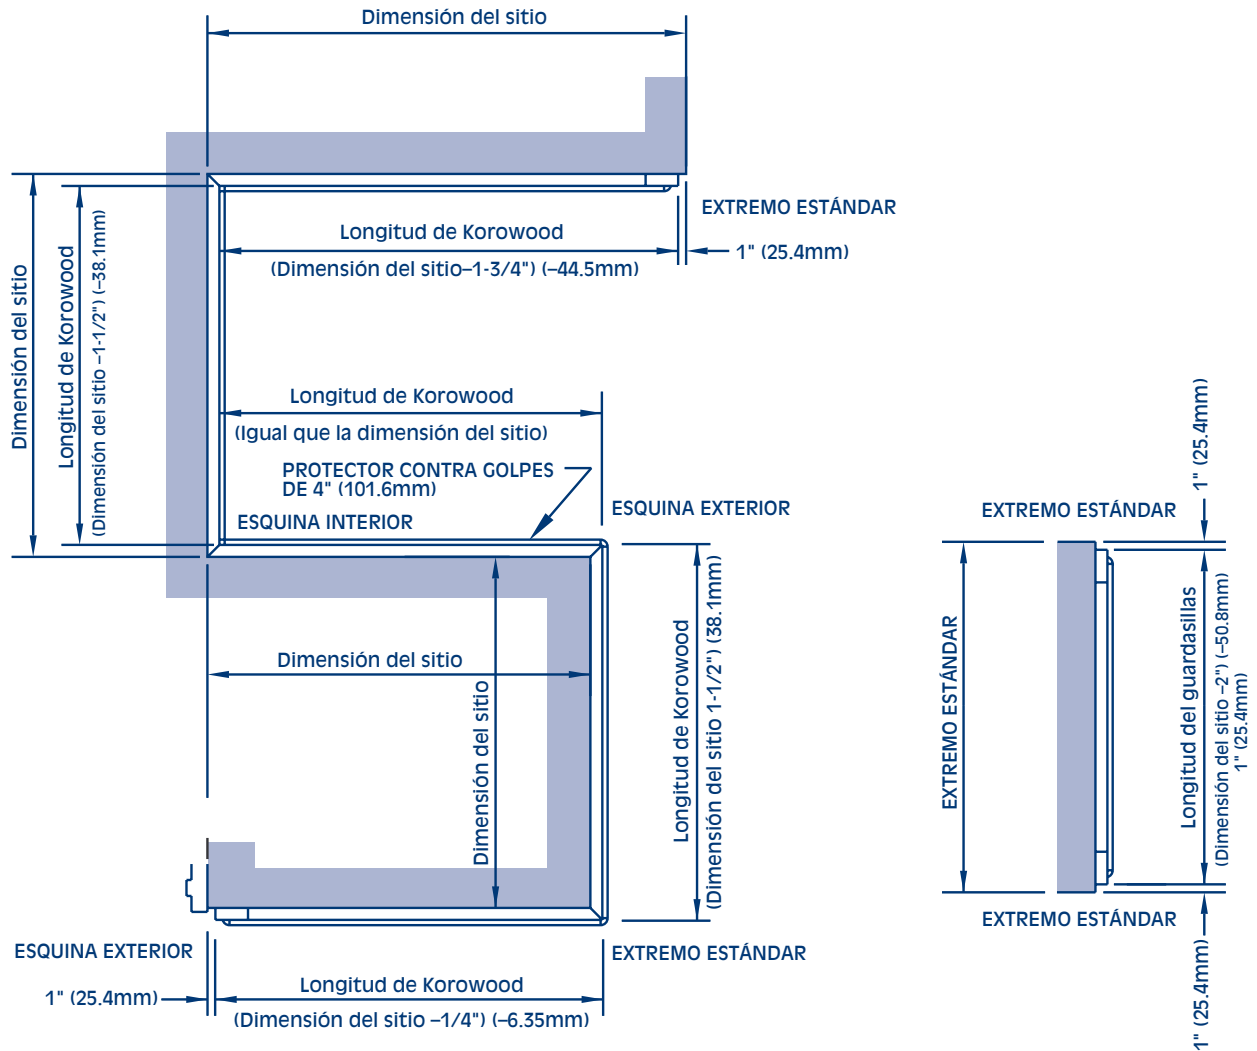 Dimensión del sitio
EXTREMO ESTÁNDAR
Longitud de Korowood
(Dimensión del sitio–1-3/4") (–44.5mm)
1" (25.4mm)
Dimensión del sitio
Longitud de Korowood
(Dimensión del sitio –1-1/2") (–38.1mm)
Longitud de Korowood
(Igual que la dimensión del sitio)
PROTECTOR CONTRA GOLPES
DE 4" (101.6mm)
ESQUINA INTERIOR
ESQUINA EXTERIOR
Dimensión del sitio
Dimensión del sitio
Longitud de Korowood
(Dimensión del sitio 1-1/2") (38.1mm)
ESQUINA EXTERIOR
EXTREMO ESTÁNDAR
1" (25.4mm)
Longitud de Korowood
(Dimensión del sitio –1/4") (–6.35mm)
1" (25.4mm)
EXTREMO ESTÁNDAR
EXTREMO ESTÁNDAR
Longitud del guardasillas
(Dimensión del sitio –2") (–50.8mm)
1" (25.4mm)
EXTREMO ESTÁNDAR
1" (25.4mm)